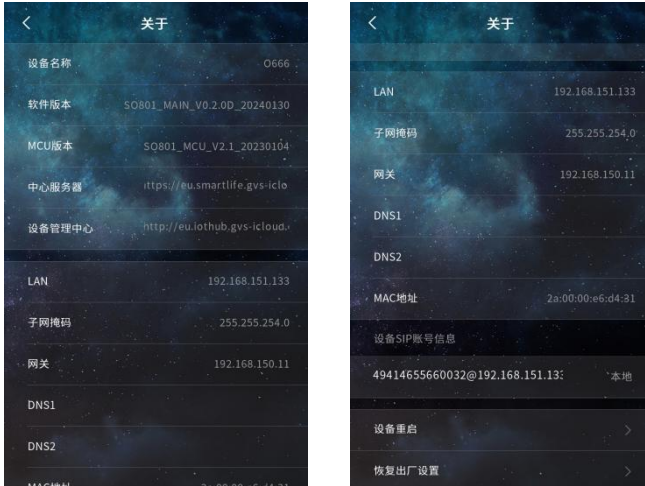 关于
设备名称 O666
软件版本 SO801_MAIN_V0.2.0D_20240130
MCU版本 SO801_MCU_V2.1_20230104
中心服务器 ittps://eu.smartlife.gvs-iclo
设备管理中心 http://eu.iothub.gvs-icloud.
LAN 192.168.151.133
子网掩码 255.255.254.0
网关 192.168.150.11
DNS1
DNS2
关于
LAN 192.168.151.133
子网掩码 255.255.254.0
网关 192.168.150.11
DNS1
DNS2
MAC地址 2a:00:00:e6:d4:31
设备SIP账号信息
49414655660032@192.168.151.13 本地
设备重启
恢复出厂设置